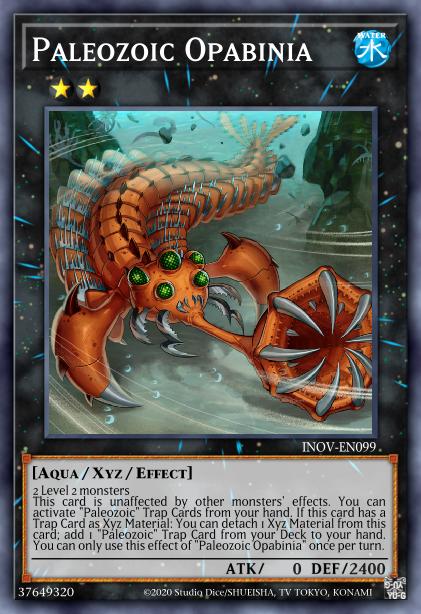 PALEOZOIC OPABINIA
WATER
水
INOV-EN099
[AQUA / XYZ / EFFECT]
2 Level 2 monsters
This card is unaffected by other monsters' effects. You can
activate "Paleozoic" Trap Cards from your hand. If this card has a
Trap Card as Xyz Material: You can detach 1 Xyz Material from this
card; add 1 "Paleozoic" Trap Card from your Deck to your hand.
You can only use this effect of "Paleozoic Opabinia" once per turn.
ATK/ 0 DEF/2400
37649320
©2020 Studio Dice/SHUEISHA, TV TOKYO, KONAMI